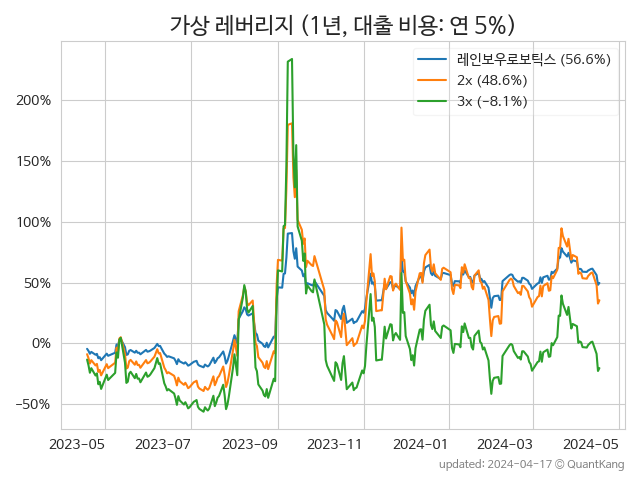 가상 레버리지 (1년, 대출 비용: 연 5%)
레인보우로보틱스 (56.6%)
2x (48.6%)
3x (−8.1%)
200%
150%
100%
50%
0%
−50%
2023-05 2023-07 2023-09 2023-11 2024-01 2024-03 2024-05
updated: 2024-04-17 © QuantKang